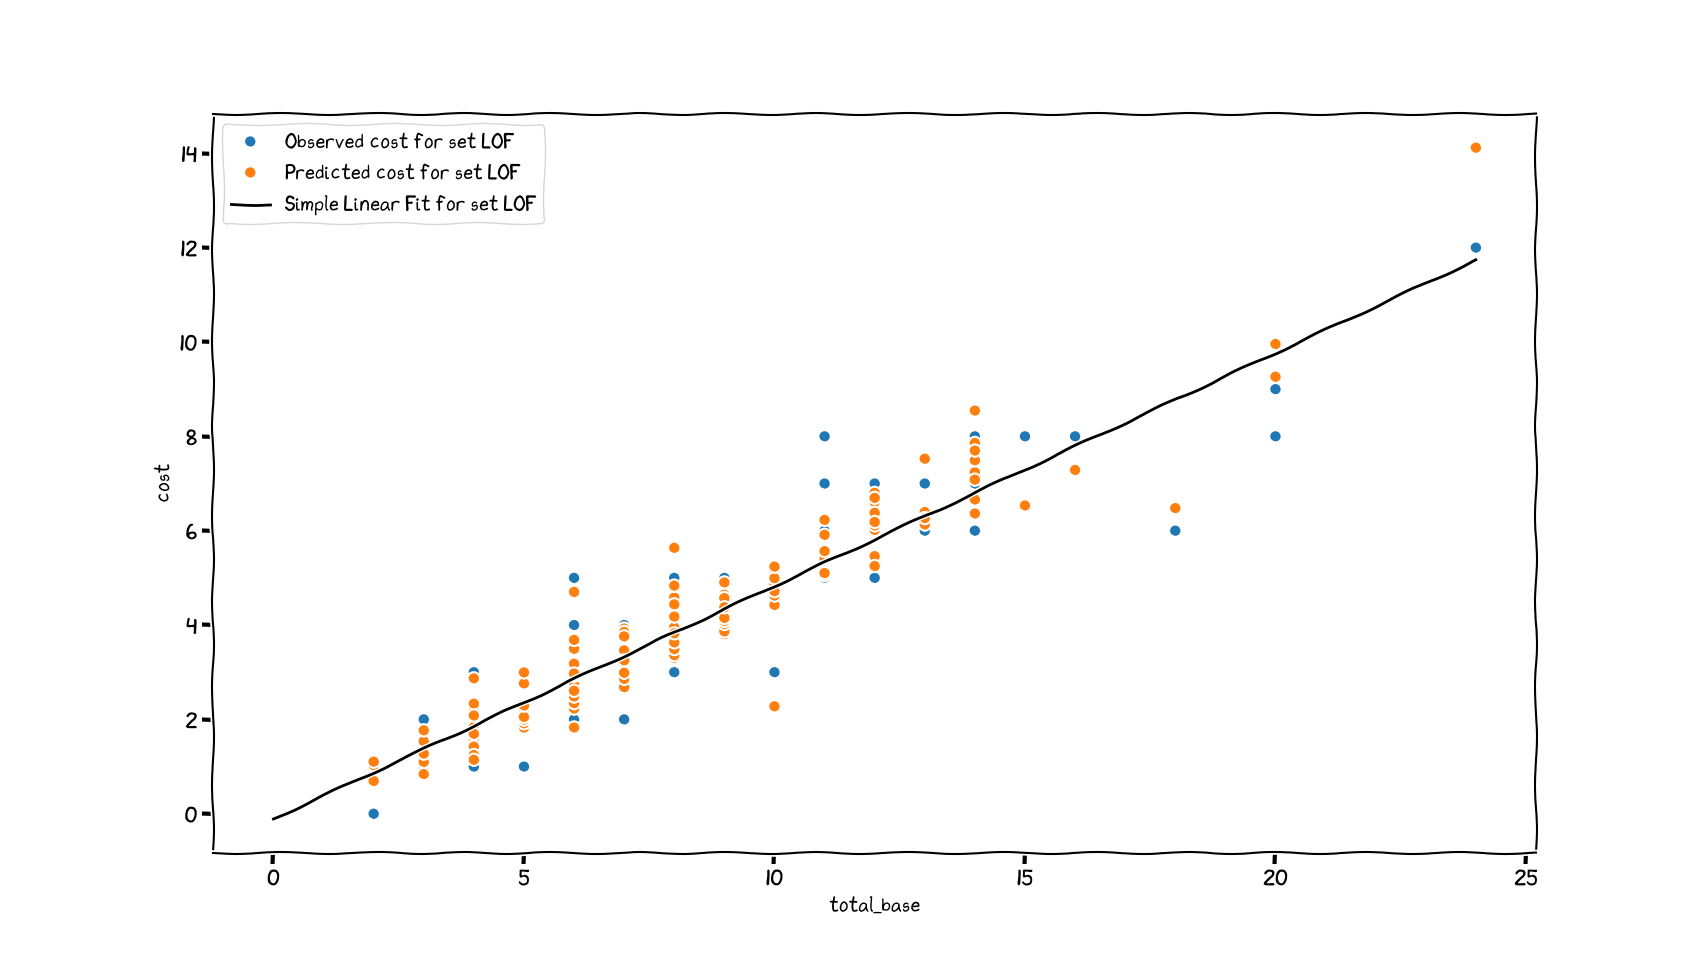 Observed cost for set LOF
Predicted cost for set LOF
Simple Linear Fit for set LOF
14
12
10
8
6
4
2
0
cost
0 5 10 15 20 25
total_base